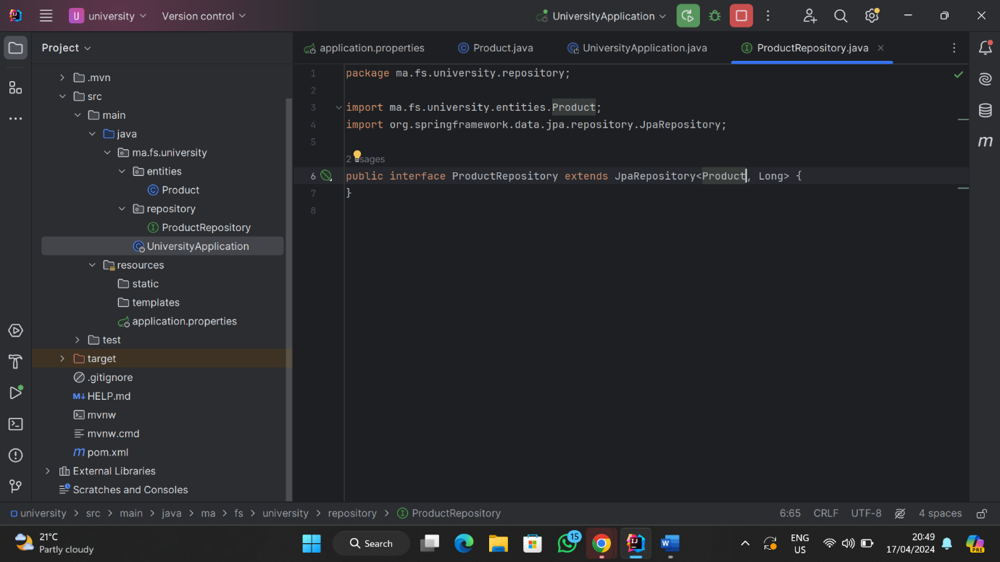 U university Version control UniversityApplication
Project
application.properties Product.java UniversityApplication.java ProductRepository.java
.mvn
src
main
java
ma.fs.university
entities
Product
repository
ProductRepository
UniversityApplication
resources
static
templates
application.properties
test
target
.gitignore
HELP.md
mvnw
mvnw.cmd
pom.xml
External Libraries
Scratches and Consoles
1 package ma.fs.university.repository;
2
3 import ma.fs.university.entities.Product;
4 import org.springframework.data.jpa.repository.JpaRepository;
5
2 usages
6 public interface ProductRepository extends JpaRepository<Product, Long> {
7 }
8
university > src > main > java > ma > fs > university > repository > ProductRepository 6:65 CRLF UTF-8 4 spaces
21°C
Partly cloudy
Search
15
ENG
US
20:49
17/04/2024
PRE